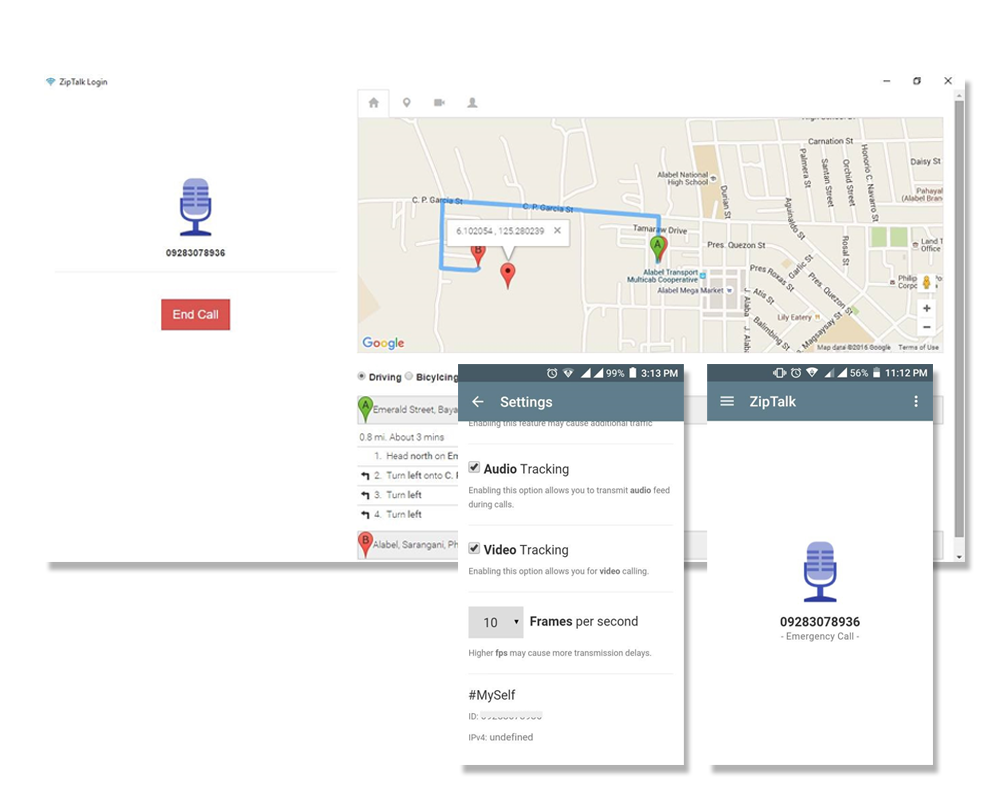 ZipTalk Login
09283078936
End Call
Carnation St
Daisy St
Palmera St
Santan Street
Orchid Street
Honorio C. Navarro St
Alabel National
High School
Durian St
Pahayag
(Alabel Bran
C. P. Garcia St
C. P. Garcia St
Aguinaldo St
Rosal St
6.102054 , 125.280239
Tamaraw Drive
A
B
Pres. Quezon St
Land T
Office
Alabel Transport
Multicab Cooperative
Garlic St
Pres Roxas St
Pres. Quezon St
Philip
Corpo
Alabel Mega Market
Atis St
J. Alaba
J. Alaba
Lily Eatery
Balimbing St
Magsaysay St
Google
Map data ©2016 Google
Terms of Use
Driving
Bicylcing
A
Emerald Street, Baya
0.8 mi. About 3 mins
1. Head north on Em
2. Turn left onto C. P
3. Turn left
4. Turn left
B
Alabel, Sarangani, Ph
99% 3:13 PM
Settings
Enabling this feature may cause additional traffic
Audio Tracking
Enabling this option allows you to transmit audio feed
during calls.
Video Tracking
Enabling this option allows you for video calling.
10
Frames per second
Higher fps may cause more transmission delays.
#MySelf
ID:
IPv4: undefined
56% 11:12 PM
ZipTalk
09283078936
- Emergency Call -